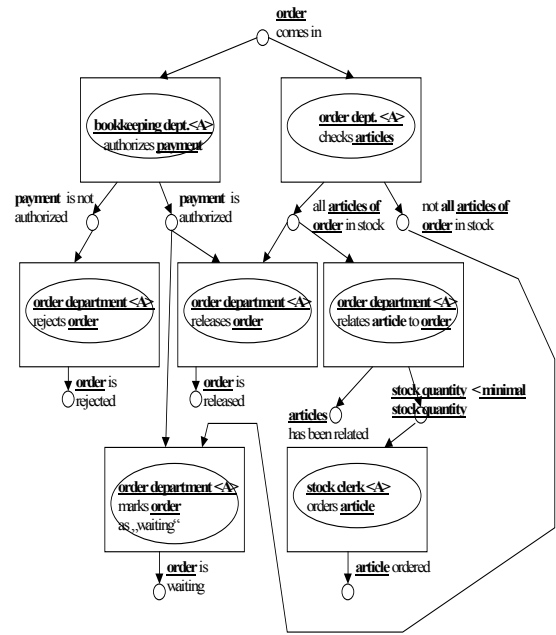 order
comes in
bookkeeping dept.<A>
authorizes payment
order dept. <A>
checks articles
payment is not
authorized
payment is
authorized
all articles of
order in stock
not all articles of
order in stock
order department <A>
rejects order
order department <A>
releases order
order department <A>
relates article to order
order is
rejected
order is
released
articles
has been related
stock quantity < minimal
stock quantity
order department <A>
marks order
as „waiting“
stock clerk <A>
orders article
order is
waiting
article ordered